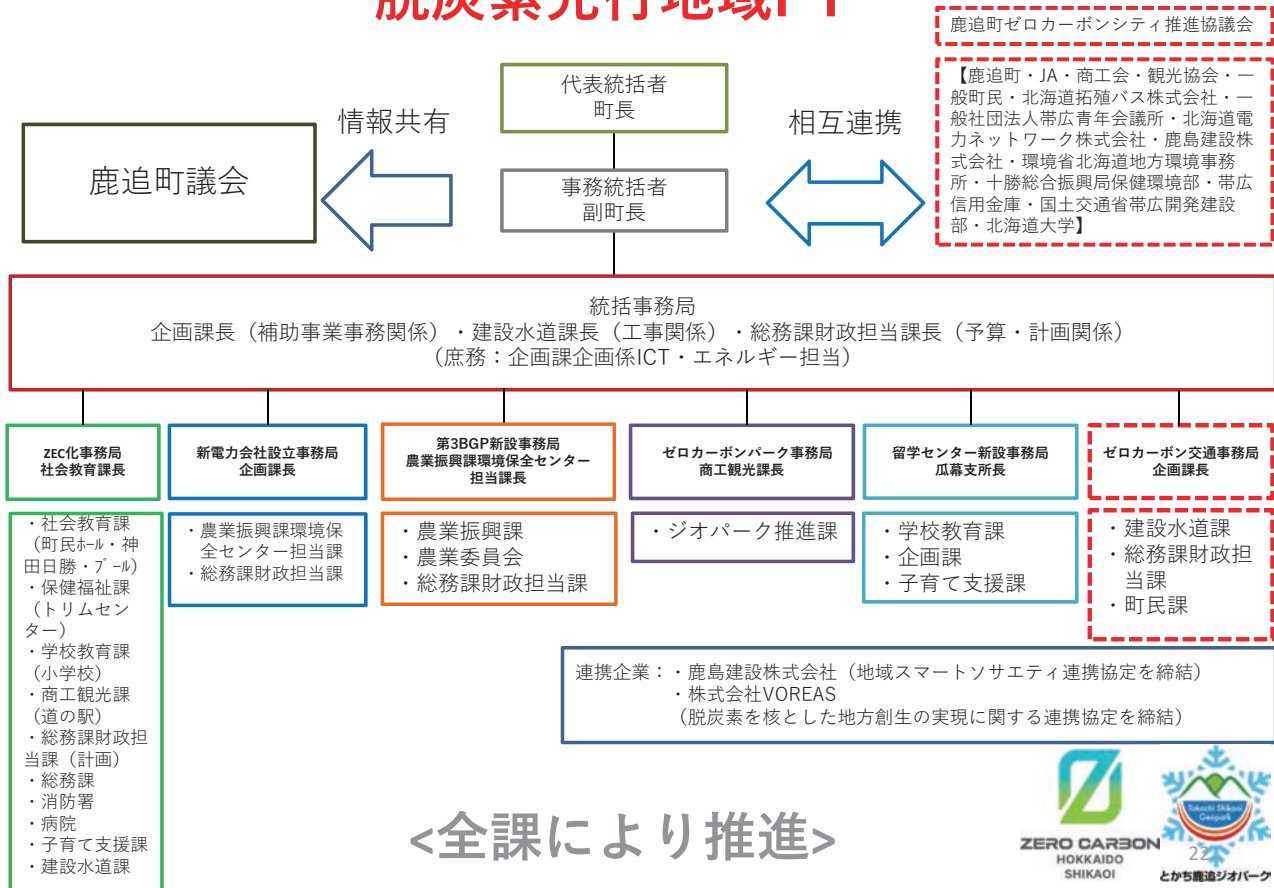 脱炭素先行地域PT
鹿追町ゼロカーボンシティ推進協議会
【鹿追町・JA・商工会・観光協会・一
般町民・北海道拓殖バス株式会社・一
般社団法人帯広青年会議所・北海道電
力ネットワーク株式会社・鹿島建設株
式会社・環境省北海道地方環境事務
所・十勝総合振興局保健環境部・帯広
信用金庫・国土交通省帯広開発建設
部・北海道大学】
代表統括者
町長
情報共有
相互連携
鹿追町議会
事務統括者
副町長
統括事務局
企画課長（補助事業事務関係）・建設水道課長（工事関係）・総務課財政担当課長（予算・計画関係）
（庶務：企画課企画係ICT・エネルギー担当）
ZEC化事務局
社会教育課長
・社会教育課
（町民ﾎｰﾙ・神
田日勝・ﾌﾟｰﾙ）
・保健福祉課
（トリムセン
ター）
・学校教育課
（小学校）
・商工観光課
（道の駅）
・総務課財政担
当課（計画）
・総務課
・消防署
・病院
・子育て支援課
・建設水道課
新電力会社設立事務局
企画課長
・農業振興課環境保
全センター担当課
・総務課財政担当課
第3BGP新設事務局
農業振興課環境保全センター
担当課長
・農業振興課
・農業委員会
・総務課財政担当課
ゼロカーボンパーク事務局
商工観光課長
・ジオパーク推進課
留学センター新設事務局
瓜幕支所長
・学校教育課
・企画課
・子育て支援課
ゼロカーボン交通事務局
企画課長
・建設水道課
・総務課財政担
当課
・町民課
連携企業：・鹿島建設株式会社（地域スマートソサエティ連携協定を締結）
・株式会社VOREAS
（脱炭素を核とした地方創生の実現に関する連携協定を締結）
<全課により推進>
ZERO CARBON
HOKKAIDO
SHIKAOI
Tokachi Shikaoi
Geopark
22
とかち鹿追ジオパーク